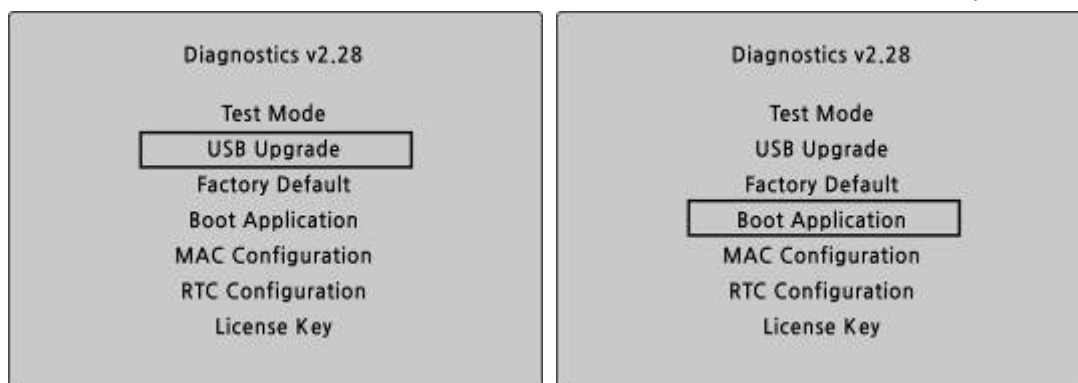 Diagnostics v2.28
Test Mode
USB Upgrade
Factory Default
Boot Application
MAC Configuration
RTC Configuration
License Key
Diagnostics v2.28
Test Mode
USB Upgrade
Factory Default
Boot Application
MAC Configuration
RTC Configuration
License Key